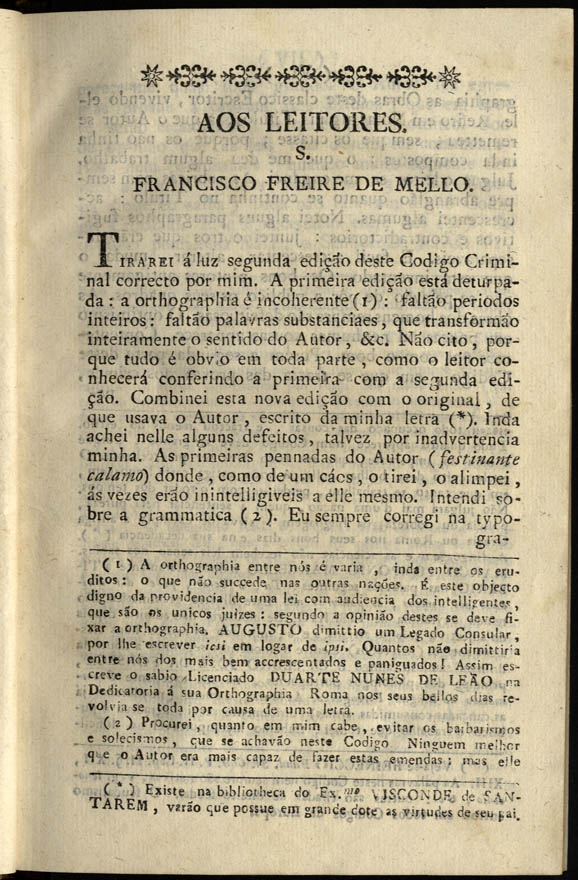 AOS LEITORES.
S.
FRANCISCO FREIRE DE MELLO.
TIRAREI á luz segunda edição deste Codigo Crimi-
nal correcto por mim. A primeira edição está deturpa-
da: a orthographia é incoherente (1): faltão periodos
inteiros: faltão palavras substanciaes, que transformão
inteiramente o sentido do Autor, &c. Não cito, por-
que tudo é obvio em toda parte, como o leitor co-
nhecerá conferindo a primeira com a segunda edi-
ção. Combinei esta nova edição com o original, de
que usava o Autor, escrito da minha letra (*). Inda
achei nelle alguns defeitos, talvez por inadvertencia
minha. As primeiras pennadas do Autor (festinante
calamo) donde, como de um cács, o tirei, o alimpei,
ás vezes erão inintelligiveis a elle mesmo. Intendi so-
bre a grammatica (2). Eu sempre corregi na typo-
gra-
(1) A orthographia entre nós é varia, inda entre os eru-
ditos: o que não succede nas outras nações. É este objecto
digno da providencia de uma lei com audiencia dos intelligentes,
que são os unicos juizes: segundo a opinião destes se deve fi-
xar a orthographia. AUGUSTO dimittio um Legado Consular,
por lhe escrever icsi em logar de ipsi. Quantos não dimittiria
entre nós dos mais bem accrescentados e paniguados! Assim es-
creve o sabio Licenciado DUARTE NUNES DE LEÃO na
Dedicatoria á sua Orthographia Roma nos seus bellos dias re-
volvia se toda por causa de uma letra.
(2) Procurei, quanto em mim cabe, evitar os barbarismos
e solecismos, que se achavão neste Codigo Ninguem melhor
que o Autor era mais capaz de fazer estas emendas: mas elle
(*) Existe na bibliotheca do Ex.mo VISCONDE de SAN-
TAREM, varão que possue em grande dote as virtudes de seu pai.